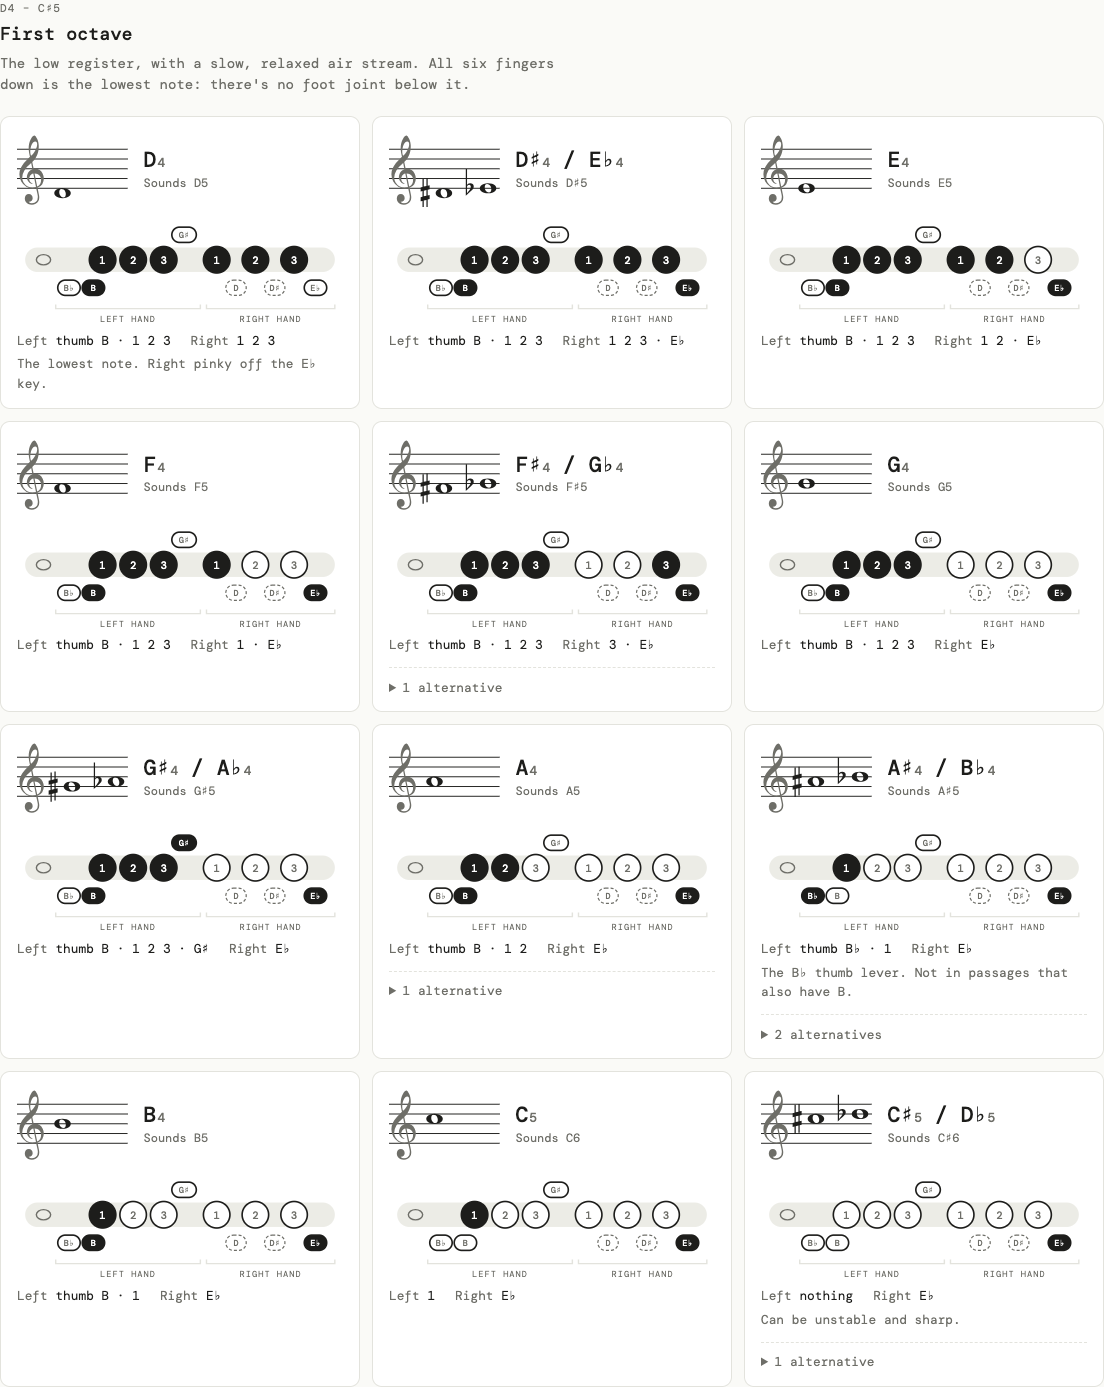 D4 – C♯5
First octave
The low register, with a slow, relaxed air stream. All six fingers
down is the lowest note: there's no foot joint below it.
D4
Sounds D5
G♯
1 2 3 1 2 3
B♭ B D D♯ E♭
LEFT HAND RIGHT HAND
Left thumb B · 1 2 3 Right 1 2 3
The lowest note. Right pinky off the E♭
key.
D♯4 / E♭4
Sounds D♯5
G♯
1 2 3 1 2 3
B♭ B D D♯ E♭
LEFT HAND RIGHT HAND
Left thumb B · 1 2 3 Right 1 2 3 · E♭
E4
Sounds E5
G♯
1 2 3 1 2 3
B♭ B D D♯ E♭
LEFT HAND RIGHT HAND
Left thumb B · 1 2 3 Right 1 2 · E♭
F4
Sounds F5
G♯
1 2 3 1 2 3
B♭ B D D♯ E♭
LEFT HAND RIGHT HAND
Left thumb B · 1 2 3 Right 1 · E♭
F♯4 / G♭4
Sounds F♯5
G♯
1 2 3 1 2 3
B♭ B D D♯ E♭
LEFT HAND RIGHT HAND
Left thumb B · 1 2 3 Right 3 · E♭
▶ 1 alternative
G4
Sounds G5
G♯
1 2 3 1 2 3
B♭ B D D♯ E♭
LEFT HAND RIGHT HAND
Left thumb B · 1 2 3 Right E♭
G♯4 / A♭4
Sounds G♯5
G♯
1 2 3 1 2 3
B♭ B D D♯ E♭
LEFT HAND RIGHT HAND
Left thumb B · 1 2 3 · G♯ Right E♭
A4
Sounds A5
G♯
1 2 3 1 2 3
B♭ B D D♯ E♭
LEFT HAND RIGHT HAND
Left thumb B · 1 2 Right E♭
▶ 1 alternative
A♯4 / B♭4
Sounds A♯5
G♯
1 2 3 1 2 3
B♭ B D D♯ E♭
LEFT HAND RIGHT HAND
Left thumb B♭ · 1 Right E♭
The B♭ thumb lever. Not in passages that
also have B.
▶ 2 alternatives
B4
Sounds B5
G♯
1 2 3 1 2 3
B♭ B D D♯ E♭
LEFT HAND RIGHT HAND
Left thumb B · 1 Right E♭
C5
Sounds C6
G♯
1 2 3 1 2 3
B♭ B D D♯ E♭
LEFT HAND RIGHT HAND
Left 1 Right E♭
C♯5 / D♭5
Sounds C♯6
G♯
1 2 3 1 2 3
B♭ B D D♯ E♭
LEFT HAND RIGHT HAND
Left nothing Right E♭
Can be unstable and sharp.
▶ 1 alternative